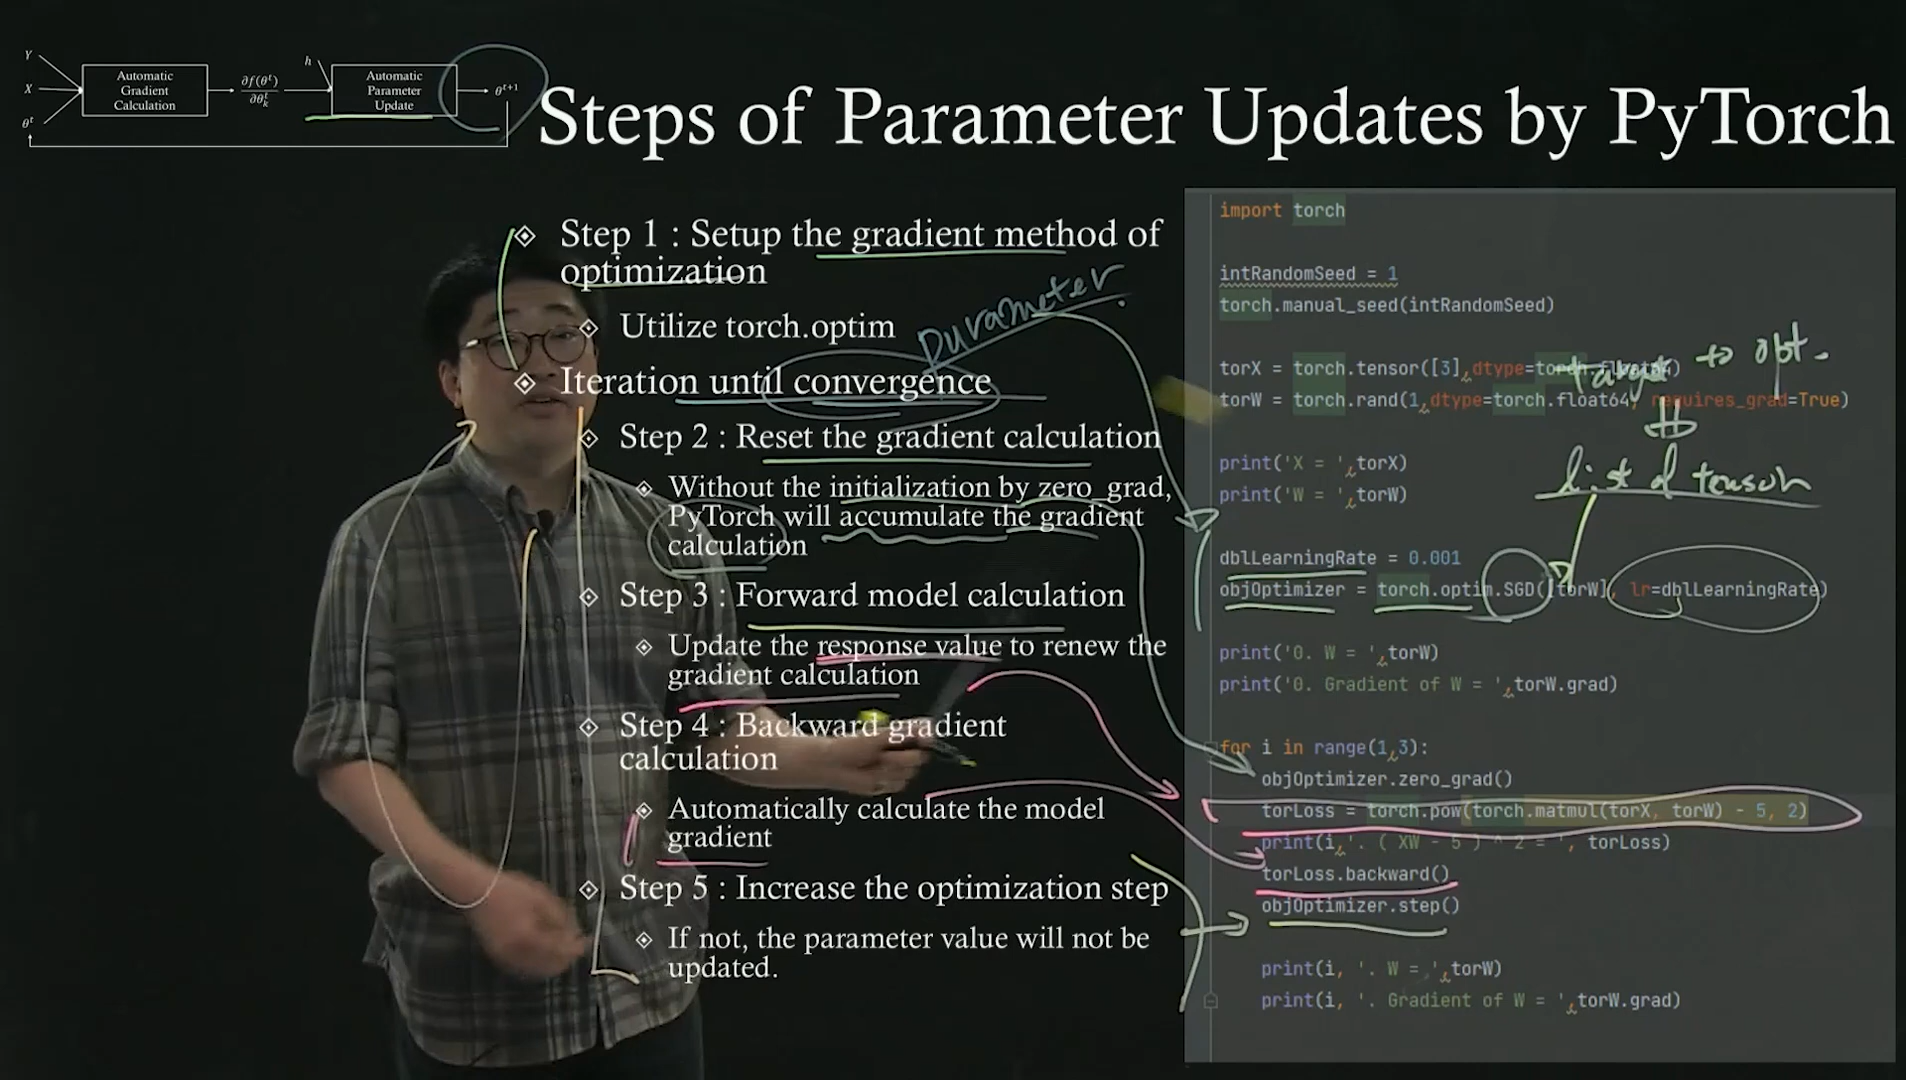 Y
X
θᵗ
Automatic
Gradient
Calculation
∂f(θᵗ)
∂θₖᵗ
h
Automatic
Parameter
Update
θᵗ⁺¹
Steps of Parameter Updates by PyTorch
Step 1 : Setup the gradient method of
optimization
Utilize torch.optim
Iteration until convergence
Step 2 : Reset the gradient calculation
Without the initialization by zero_grad,
PyTorch will accumulate the gradient
calculation
Step 3 : Forward model calculation
Update the response value to renew the
gradient calculation
Step 4 : Backward gradient
calculation
Automatically calculate the model
gradient
Step 5 : Increase the optimization step
If not, the parameter value will not be
updated.
Parameter
import torch
intRandomSeed = 1
torch.manual_seed(intRandomSeed)
torX = torch.tensor([3],dtype=torch.float64)
torW = torch.rand(1,dtype=torch.float64, requires_grad=True)
print('X = ',torX)
print('W = ',torW)
target to opt.
list of tensor
dblLearningRate = 0.001
objOptimizer = torch.optim.SGD([torW], lr=dblLearningRate)
print('0. W = ',torW)
print('0. Gradient of W = ',torW.grad)
for i in range(1,3):
objOptimizer.zero_grad()
torLoss = torch.pow(torch.matmul(torX, torW) - 5, 2)
print(i,'. ( XW - 5 ) ^ 2 = ', torLoss)
torLoss.backward()
objOptimizer.step()
print(i, '. W = ',torW)
print(i, '. Gradient of W = ',torW.grad)